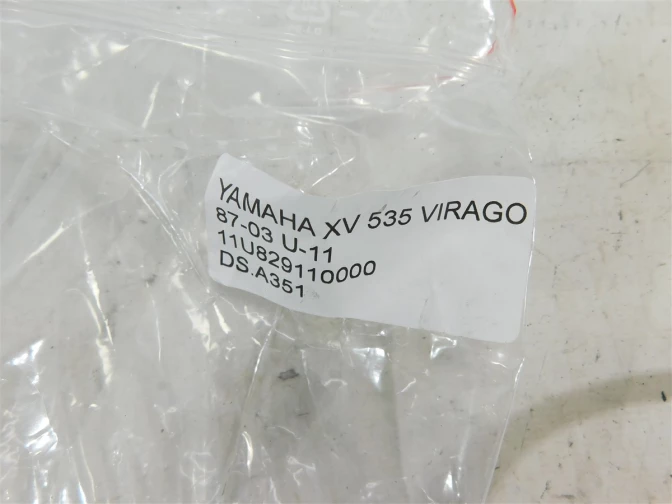 YAMAHA XV 535 VIRAGO
87-03 U-11
11U829110000
DS.A351